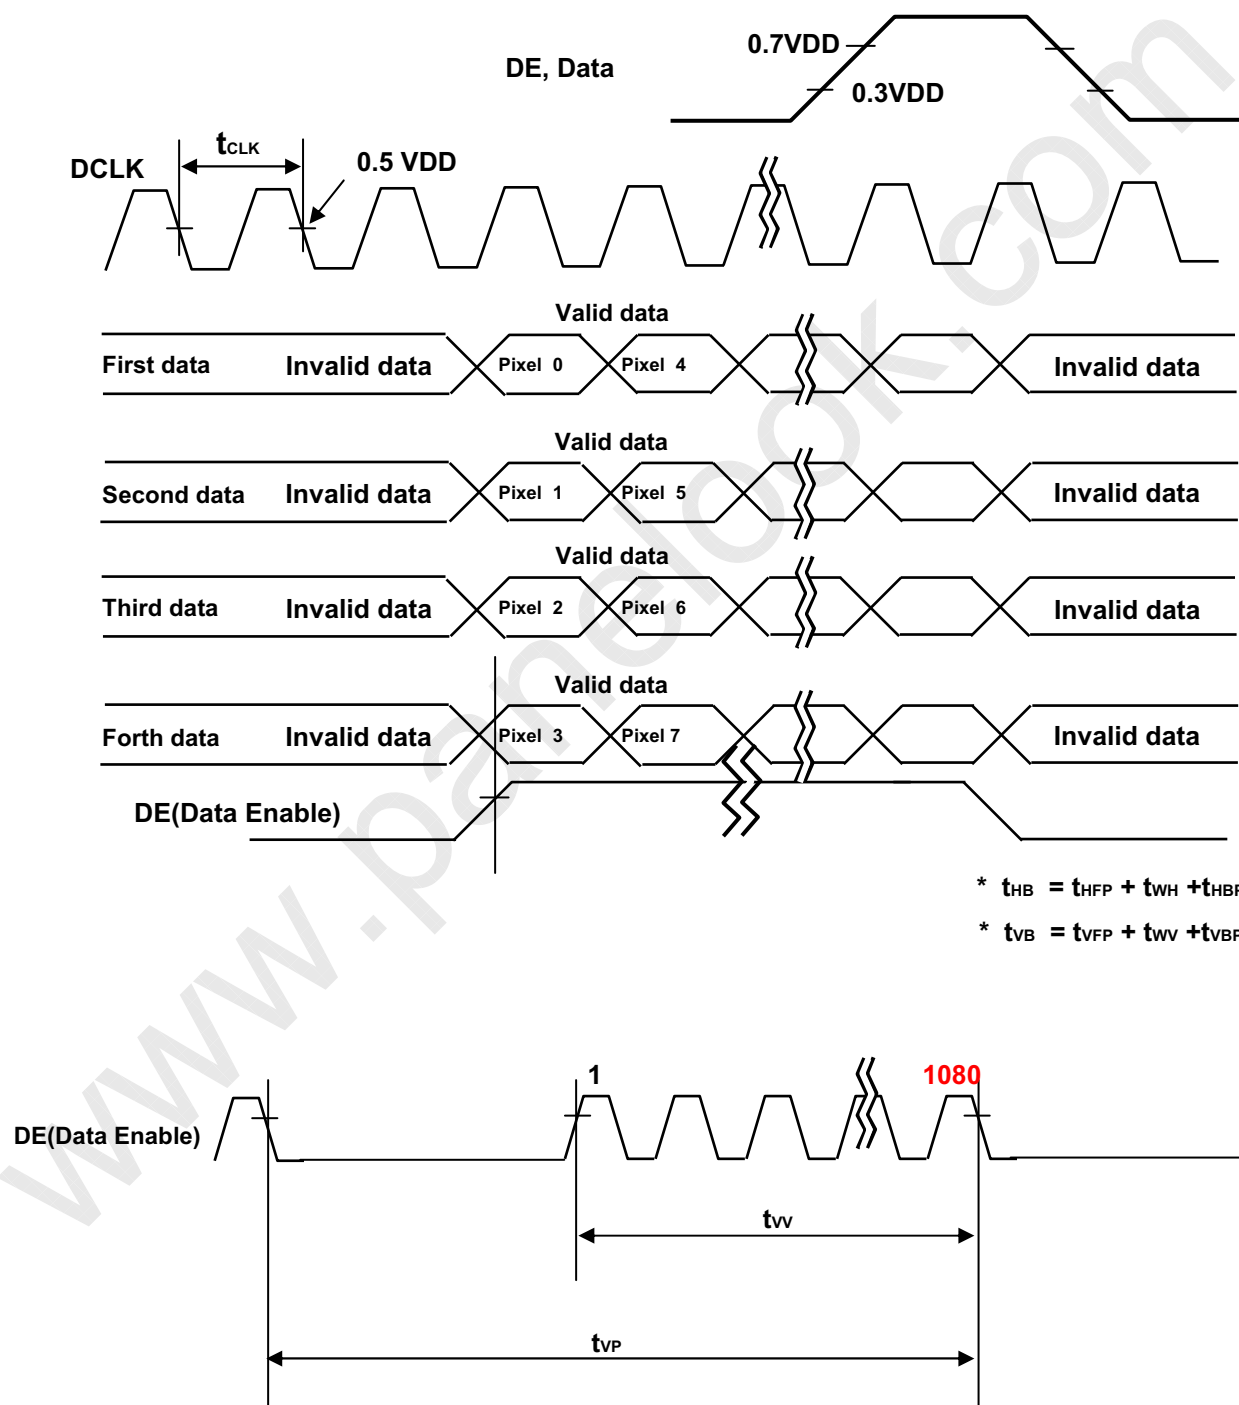 0.7VDD
DE, Data
0.3VDD
tCLK
0.5 VDD
DCLK
Valid data
First data Invalid data Pixel 0 Pixel 4 Invalid data
Valid data
Second data Invalid data Pixel 1 Pixel 5 Invalid data
Valid data
Third data Invalid data Pixel 2 Pixel 6 Invalid data
Valid data
Forth data Invalid data Pixel 3 Pixel 7 Invalid data
DE(Data Enable)
* tHB = tHFP + tWH +tHBP
* tVB = tVFP + tWV +tVBP
1 1080
DE(Data Enable)
tVV
tVP
www.panelook.com